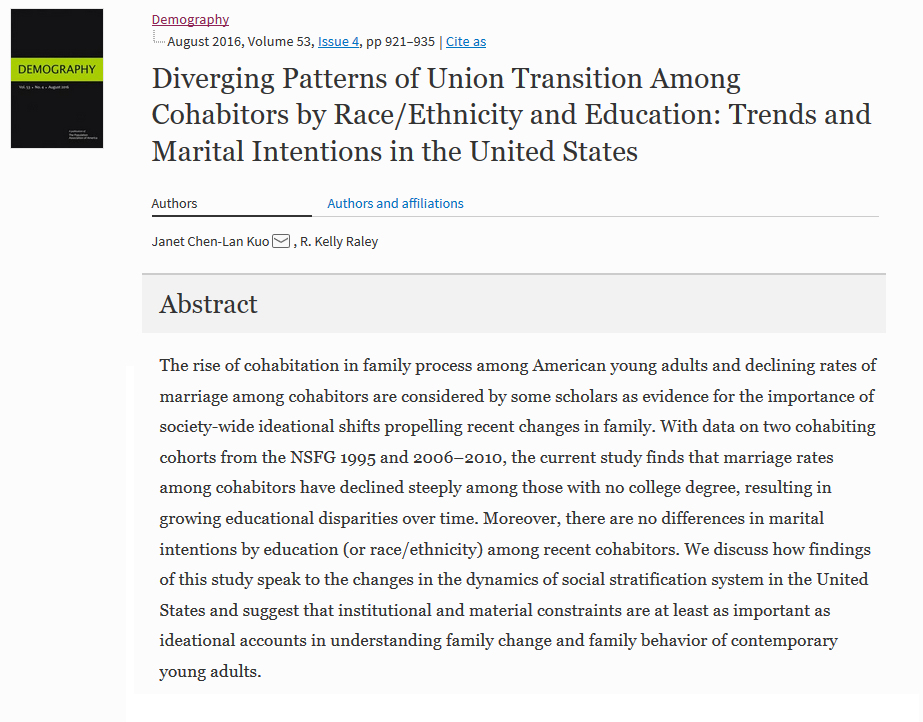 DEMOGRAPHY
Demography
August 2016, Volume 53, Issue 4, pp 921–935 | Cite as
Diverging Patterns of Union Transition Among
Cohabitors by Race/Ethnicity and Education: Trends and
Marital Intentions in the United States
Authors
Authors and affiliations
Janet Chen-Lan Kuo , R. Kelly Raley
Abstract
The rise of cohabitation in family process among American young adults and declining rates of
marriage among cohabitors are considered by some scholars as evidence for the importance of
society-wide ideational shifts propelling recent changes in family. With data on two cohabiting
cohorts from the NSFG 1995 and 2006–2010, the current study finds that marriage rates
among cohabitors have declined steeply among those with no college degree, resulting in
growing educational disparities over time. Moreover, there are no differences in marital
intentions by education (or race/ethnicity) among recent cohabitors. We discuss how findings
of this study speak to the changes in the dynamics of social stratification system in the United
States and suggest that institutional and material constraints are at least as important as
ideational accounts in understanding family change and family behavior of contemporary
young adults.